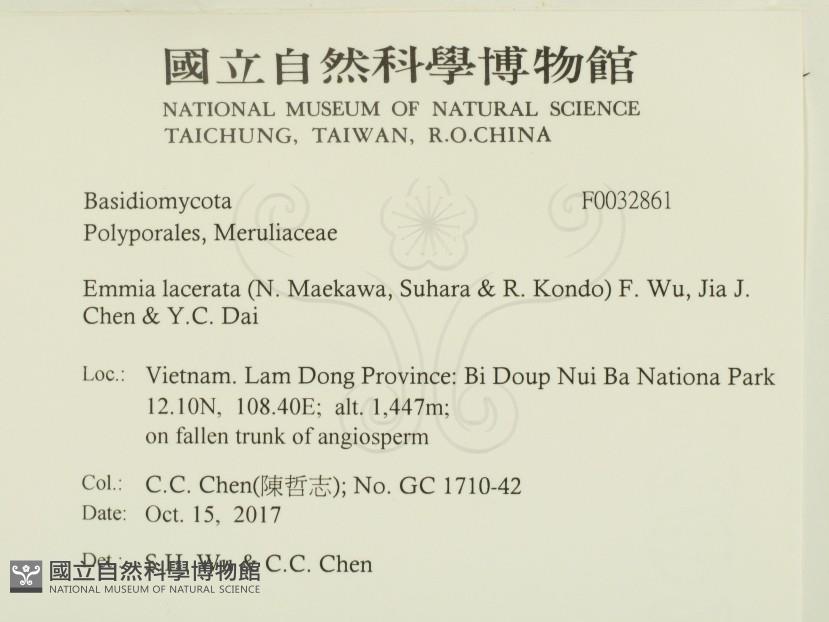 國立自然科學博物館
NATIONAL MUSEUM OF NATURAL SCIENCE
TAICHUNG, TAIWAN, R.O.CHINA
Basidiomycota F0032861
Polyporales, Meruliaceae
Emmia lacerata (N. Maekawa, Suhara & R. Kondo) F. Wu, Jia J.
Chen & Y.C. Dai
Loc.: Vietnam. Lam Dong Province: Bi Doup Nui Ba Nationa Park
12.10N, 108.40E; alt. 1,447m;
on fallen trunk of angiosperm
Col.: C.C. Chen(陳哲志); No. GC 1710-42
Date: Oct. 15, 2017
Det.: S.H. Wu & C.C. Chen
國立自然科學博物館
NATIONAL MUSEUM OF NATURAL SCIENCE